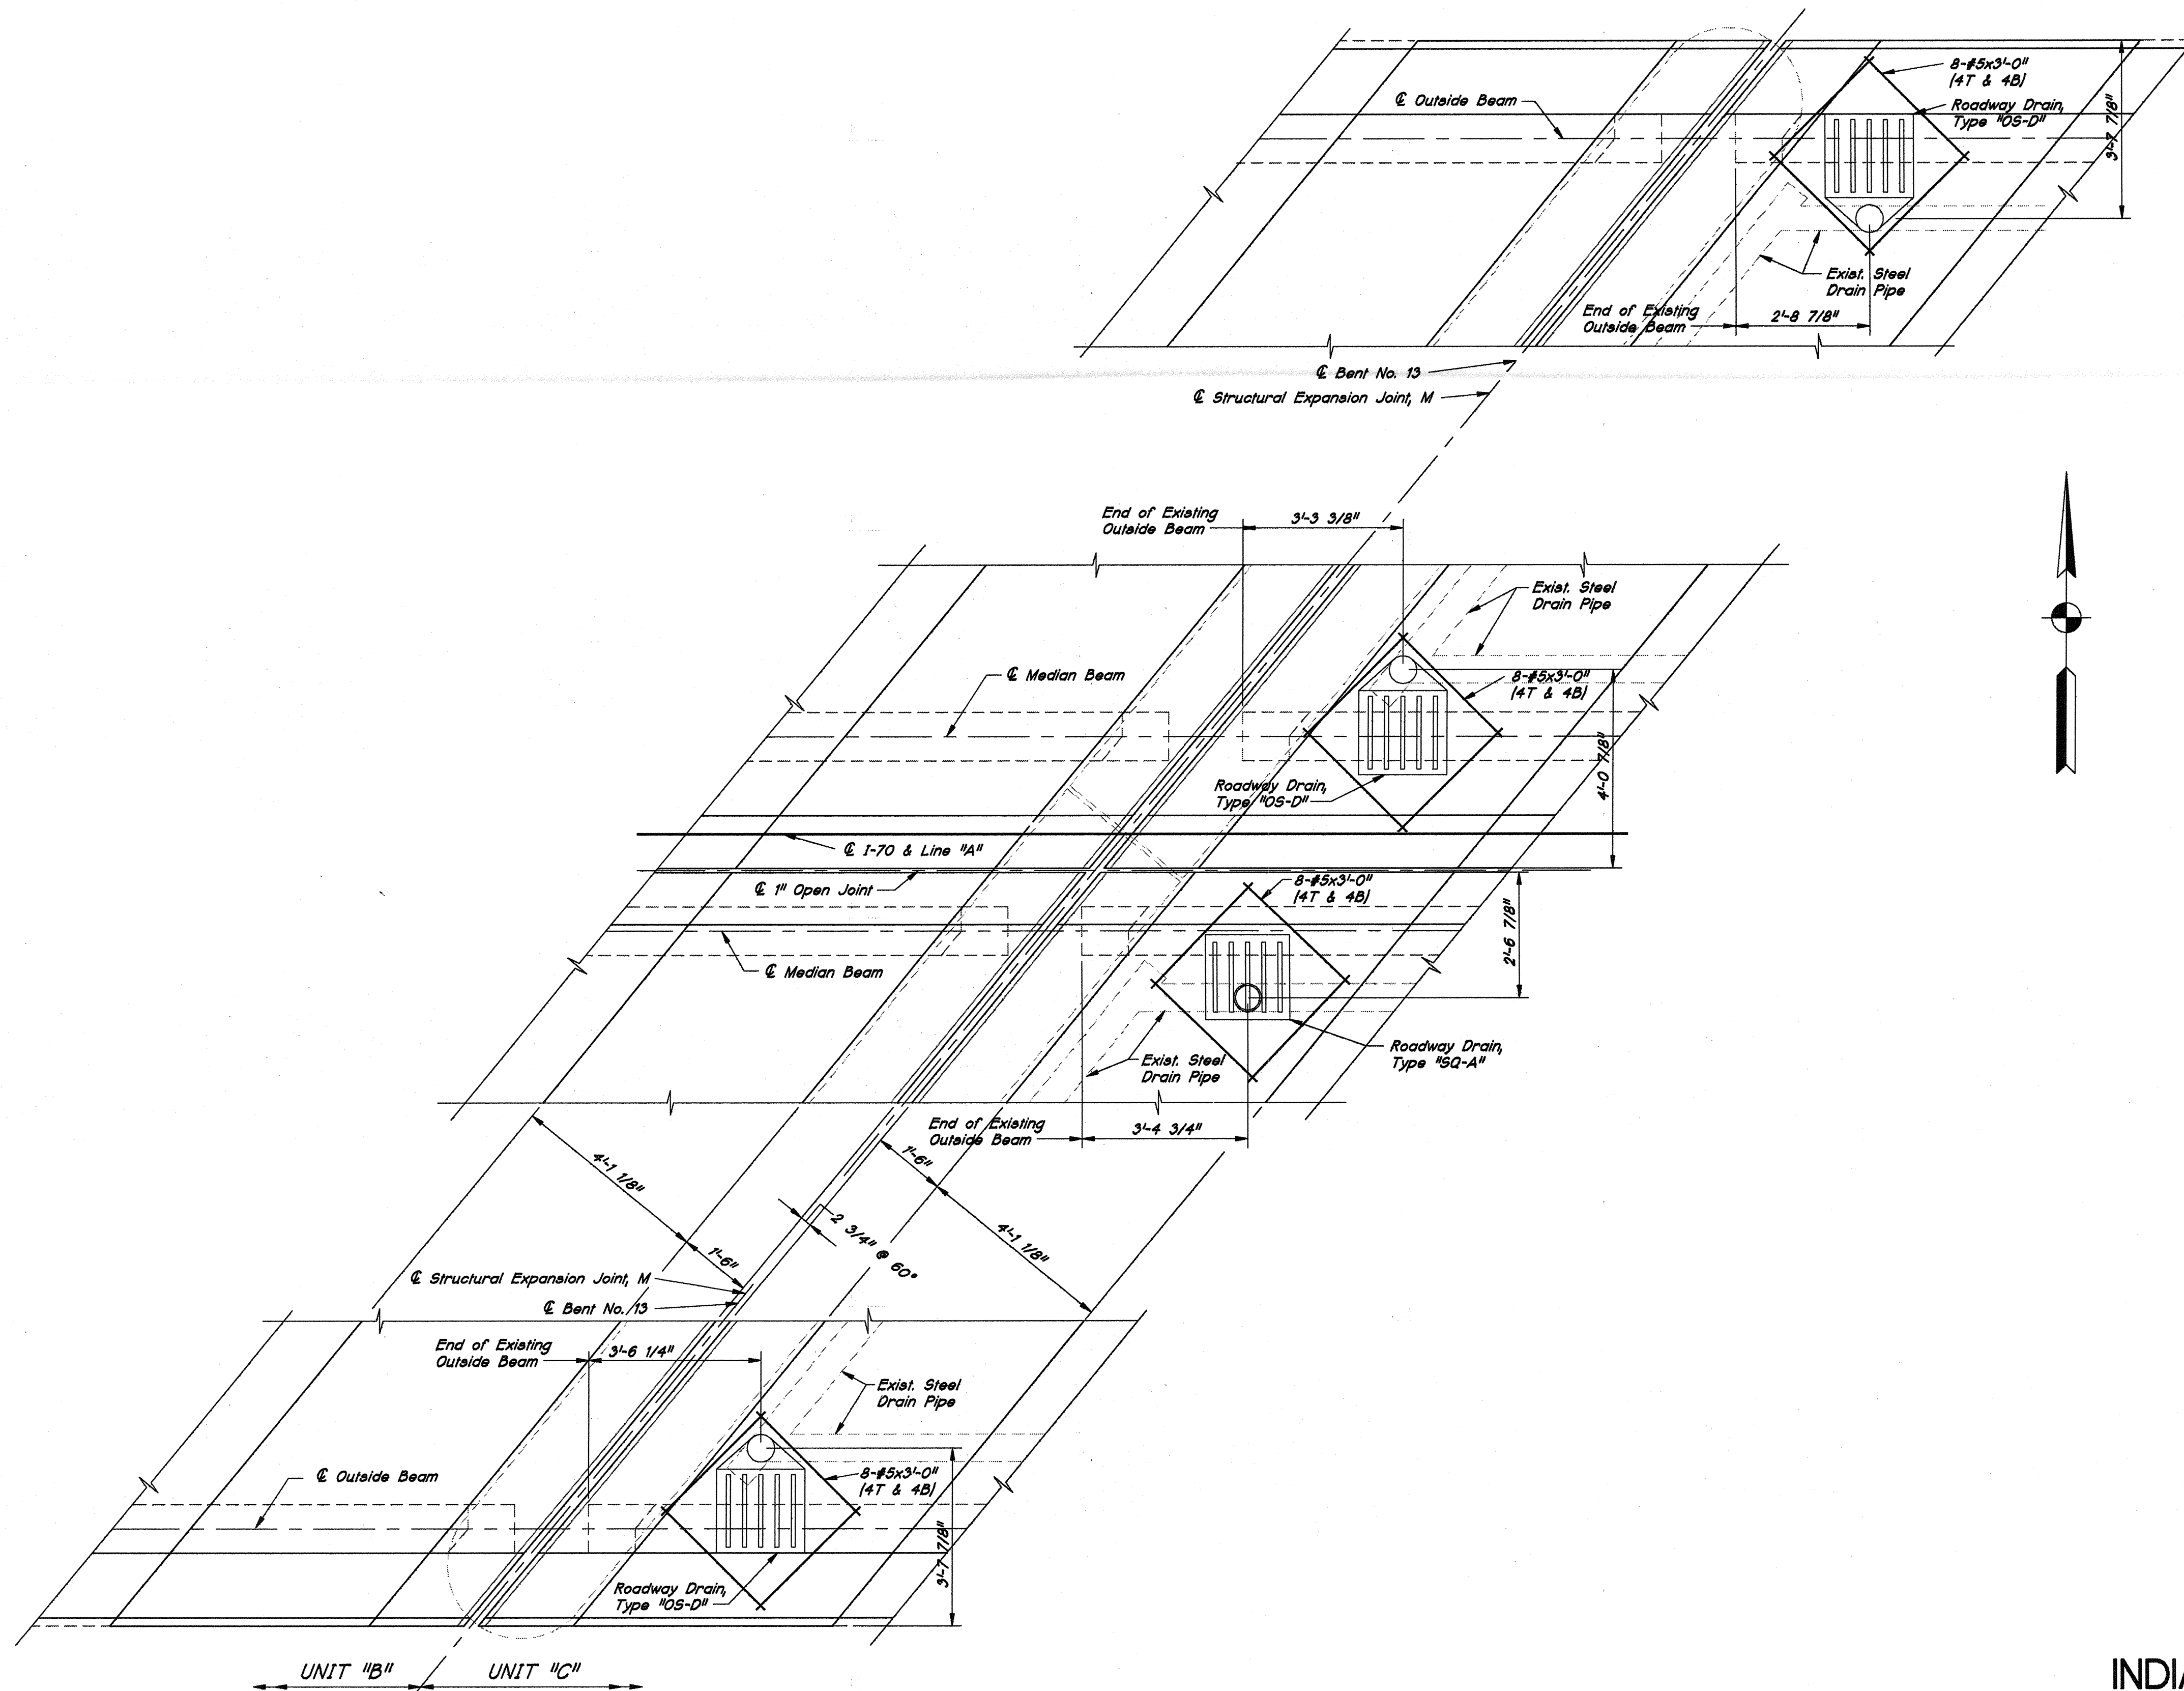 8-#5x3'-0"
(4T & 4B)
℄ Outside Beam
Roadway Drain,
Type "OS-D"
3'-7 7/8"
Exist. Steel
Drain Pipe
End of Existing
Outside Beam
2'-8 7/8"
℄ Bent No. 13
℄ Structural Expansion Joint, M
End of Existing
Outside Beam
3'-3 3/8"
Exist. Steel
Drain Pipe
℄ Median Beam
8-#5x3'-0"
(4T & 4B)
4'-0 7/8"
Roadway Drain,
Type "OS-D"
℄ I-70 & Line "A"
℄ 1" Open Joint
8-#5x3'-0"
(4T & 4B)
2'-6 7/8"
℄ Median Beam
Roadway Drain,
Type "SQ-A"
Exist. Steel
Drain Pipe
End of Existing
Outside Beam
3'-4 3/4"
4'-1 1/8"
1'-6"
1'-6"
4'-1 1/8"
2 3/4" @ 60°
℄ Structural Expansion Joint, M
℄ Bent No. 13
End of Existing
Outside Beam
3'-6 1/4"
Exist. Steel
Drain Pipe
℄ Outside Beam
8-#5x3'-0"
(4T & 4B)
3'-7 7/8"
Roadway Drain,
Type "OS-D"
UNIT "B"
UNIT "C"